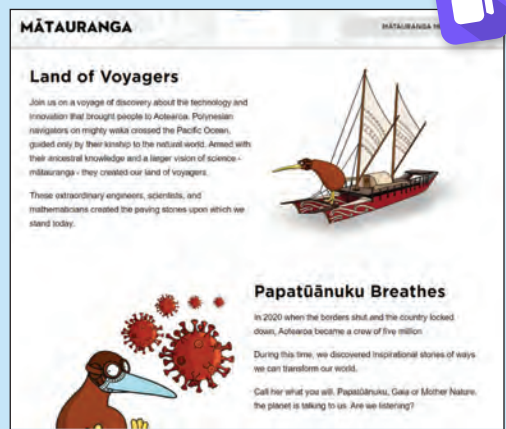 MĀTAURANGA
MĀTAURANGA
Land of Voyagers
Join us on a voyage of discovery about the technology and
innovation that brought people to Aotearoa. Polynesian
navigators on mighty waka crossed the Pacific Ocean,
guided only by their kinship to the natural world. Armed with
their ancestral knowledge and a larger vision of science -
mātauranga - they created our land of voyagers.
These extraordinary engineers, scientists, and
mathematicians created the paving stones upon which we
stand today.
Papatūānuku Breathes
In 2020 when the borders shut and the country locked
down, Aotearoa became a crew of five million.
During this time, we discovered inspirational stories of ways
we can transform our world.
Call her what you will, Papatūānuku, Gaia or Mother Nature,
the planet is talking to us. Are we listening?